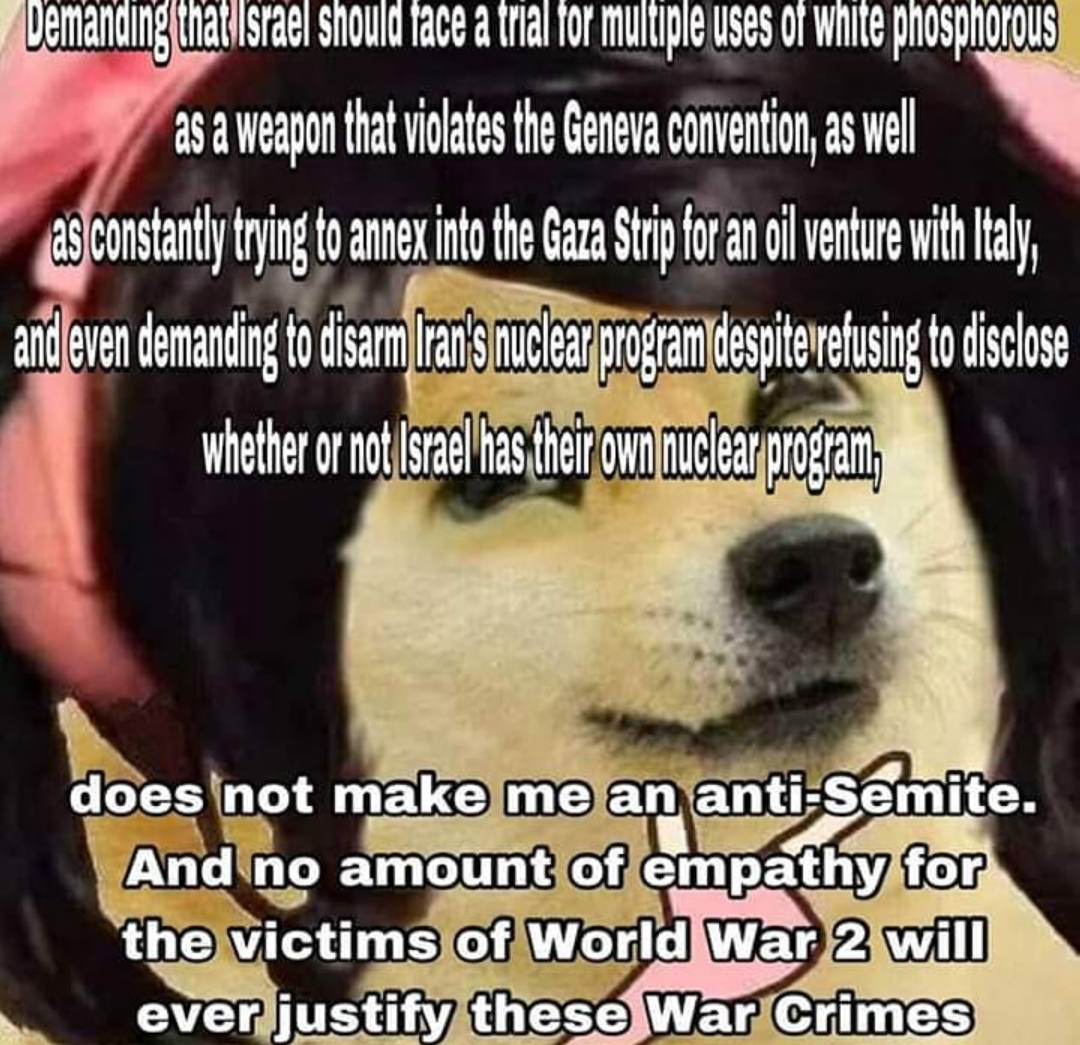 Demanding that Israel should face a trial for multiple uses of white phosphorous
as a weapon that violates the Geneva convention, as well
as constantly trying to annex into the Gaza Strip for an oil venture with Italy,
and even demanding to disarm Iran's nuclear program despite refusing to disclose
whether or not Israel has their own nuclear program,
does not make me an anti-Semite.
And no amount of empathy for
the victims of World War 2 will
ever justify these War Crimes